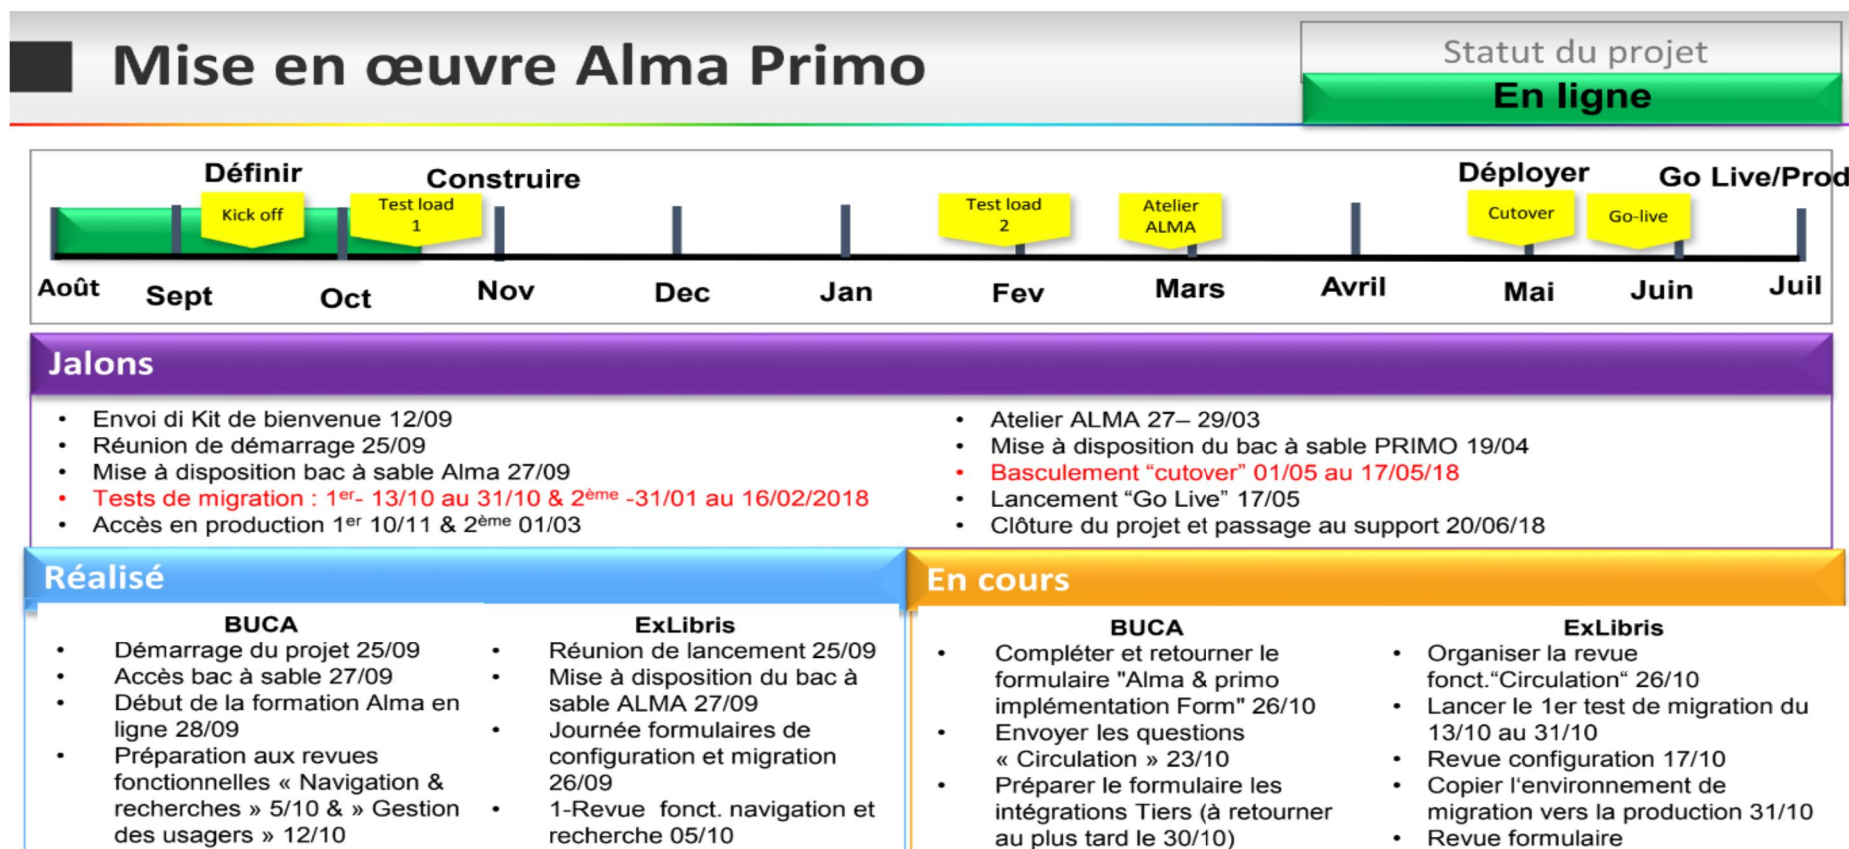 Mise en œuvre Alma Primo
Statut du projet
En ligne
Définir
Construire
Déployer
Go Live/Prod
Kick off
Test load
1
Test load
2
Atelier
ALMA
Cutover
Go-live
Août
Sept
Oct
Nov
Dec
Jan
Fev
Mars
Avril
Mai
Juin
Juil
Jalons
• Envoi di Kit de bienvenue 12/09
• Réunion de démarrage 25/09
• Mise à disposition bac à sable Alma 27/09
• Tests de migration : 1er- 13/10 au 31/10 & 2ème -31/01 au 16/02/2018
• Accès en production 1er 10/11 & 2ème 01/03
• Atelier ALMA 27– 29/03
• Mise à disposition du bac à sable PRIMO 19/04
• Basculement “cutover” 01/05 au 17/05/18
• Lancement “Go Live” 17/05
• Clôture du projet et passage au support 20/06/18
Réalisé
BUCA
• Démarrage du projet 25/09
• Accès bac à sable 27/09
• Début de la formation Alma en
ligne 28/09
• Préparation aux revues
fonctionnelles « Navigation &
recherches » 5/10 & » Gestion
des usagers » 12/10
ExLibris
• Réunion de lancement 25/09
• Mise à disposition du bac à
sable ALMA 27/09
• Journée formulaires de
configuration et migration
26/09
• 1-Revue fonct. navigation et
recherche 05/10
En cours
BUCA
• Compléter et retourner le
formulaire "Alma & primo
implémentation Form" 26/10
• Envoyer les questions
« Circulation » 23/10
• Préparer le formulaire les
intégrations Tiers (à retourner
au plus tard le 30/10)
ExLibris
• Organiser la revue
fonct.“Circulation“ 26/10
• Lancer le 1er test de migration du
13/10 au 31/10
• Revue configuration 17/10
• Copier l‘environnement de
migration vers la production 31/10
• Revue formulaire